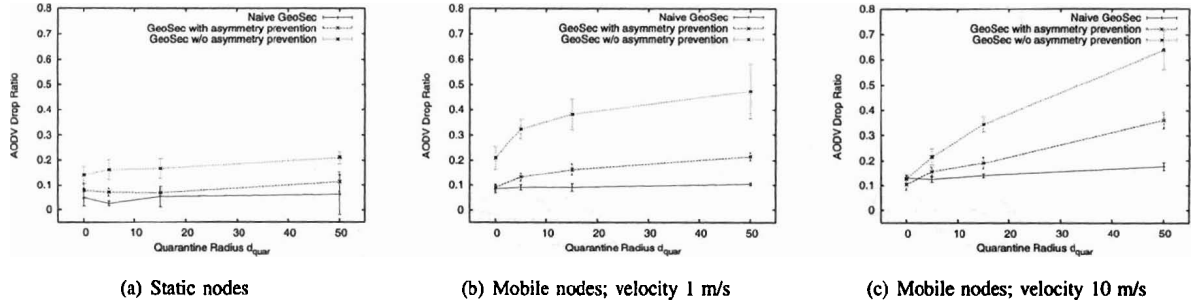 Naive GeoSec
GeoSec with asymmetry prevention
GeoSec w/o asymmetry prevention
0.8
0.7
0.6
0.5
0.4
0.3
0.2
0.1
0
AODV Drop Ratio
0 10 20 30 40 50
Quarantine Radius dquar
(a) Static nodes
Naive GeoSec
GeoSec with asymmetry prevention
GeoSec w/o asymmetry prevention
0.8
0.7
0.6
0.5
0.4
0.3
0.2
0.1
0
AODV Drop Ratio
0 10 20 30 40 50
Quarantine Radius dquar
(b) Mobile nodes; velocity 1 m/s
Naive GeoSec
GeoSec with asymmetry prevention
GeoSec w/o asymmetry prevention
0.8
0.7
0.6
0.5
0.4
0.3
0.2
0.1
0
AODV Drop Ratio
0 10 20 30 40 50
Quarantine Radius dquar
(c) Mobile nodes; velocity 10 m/s